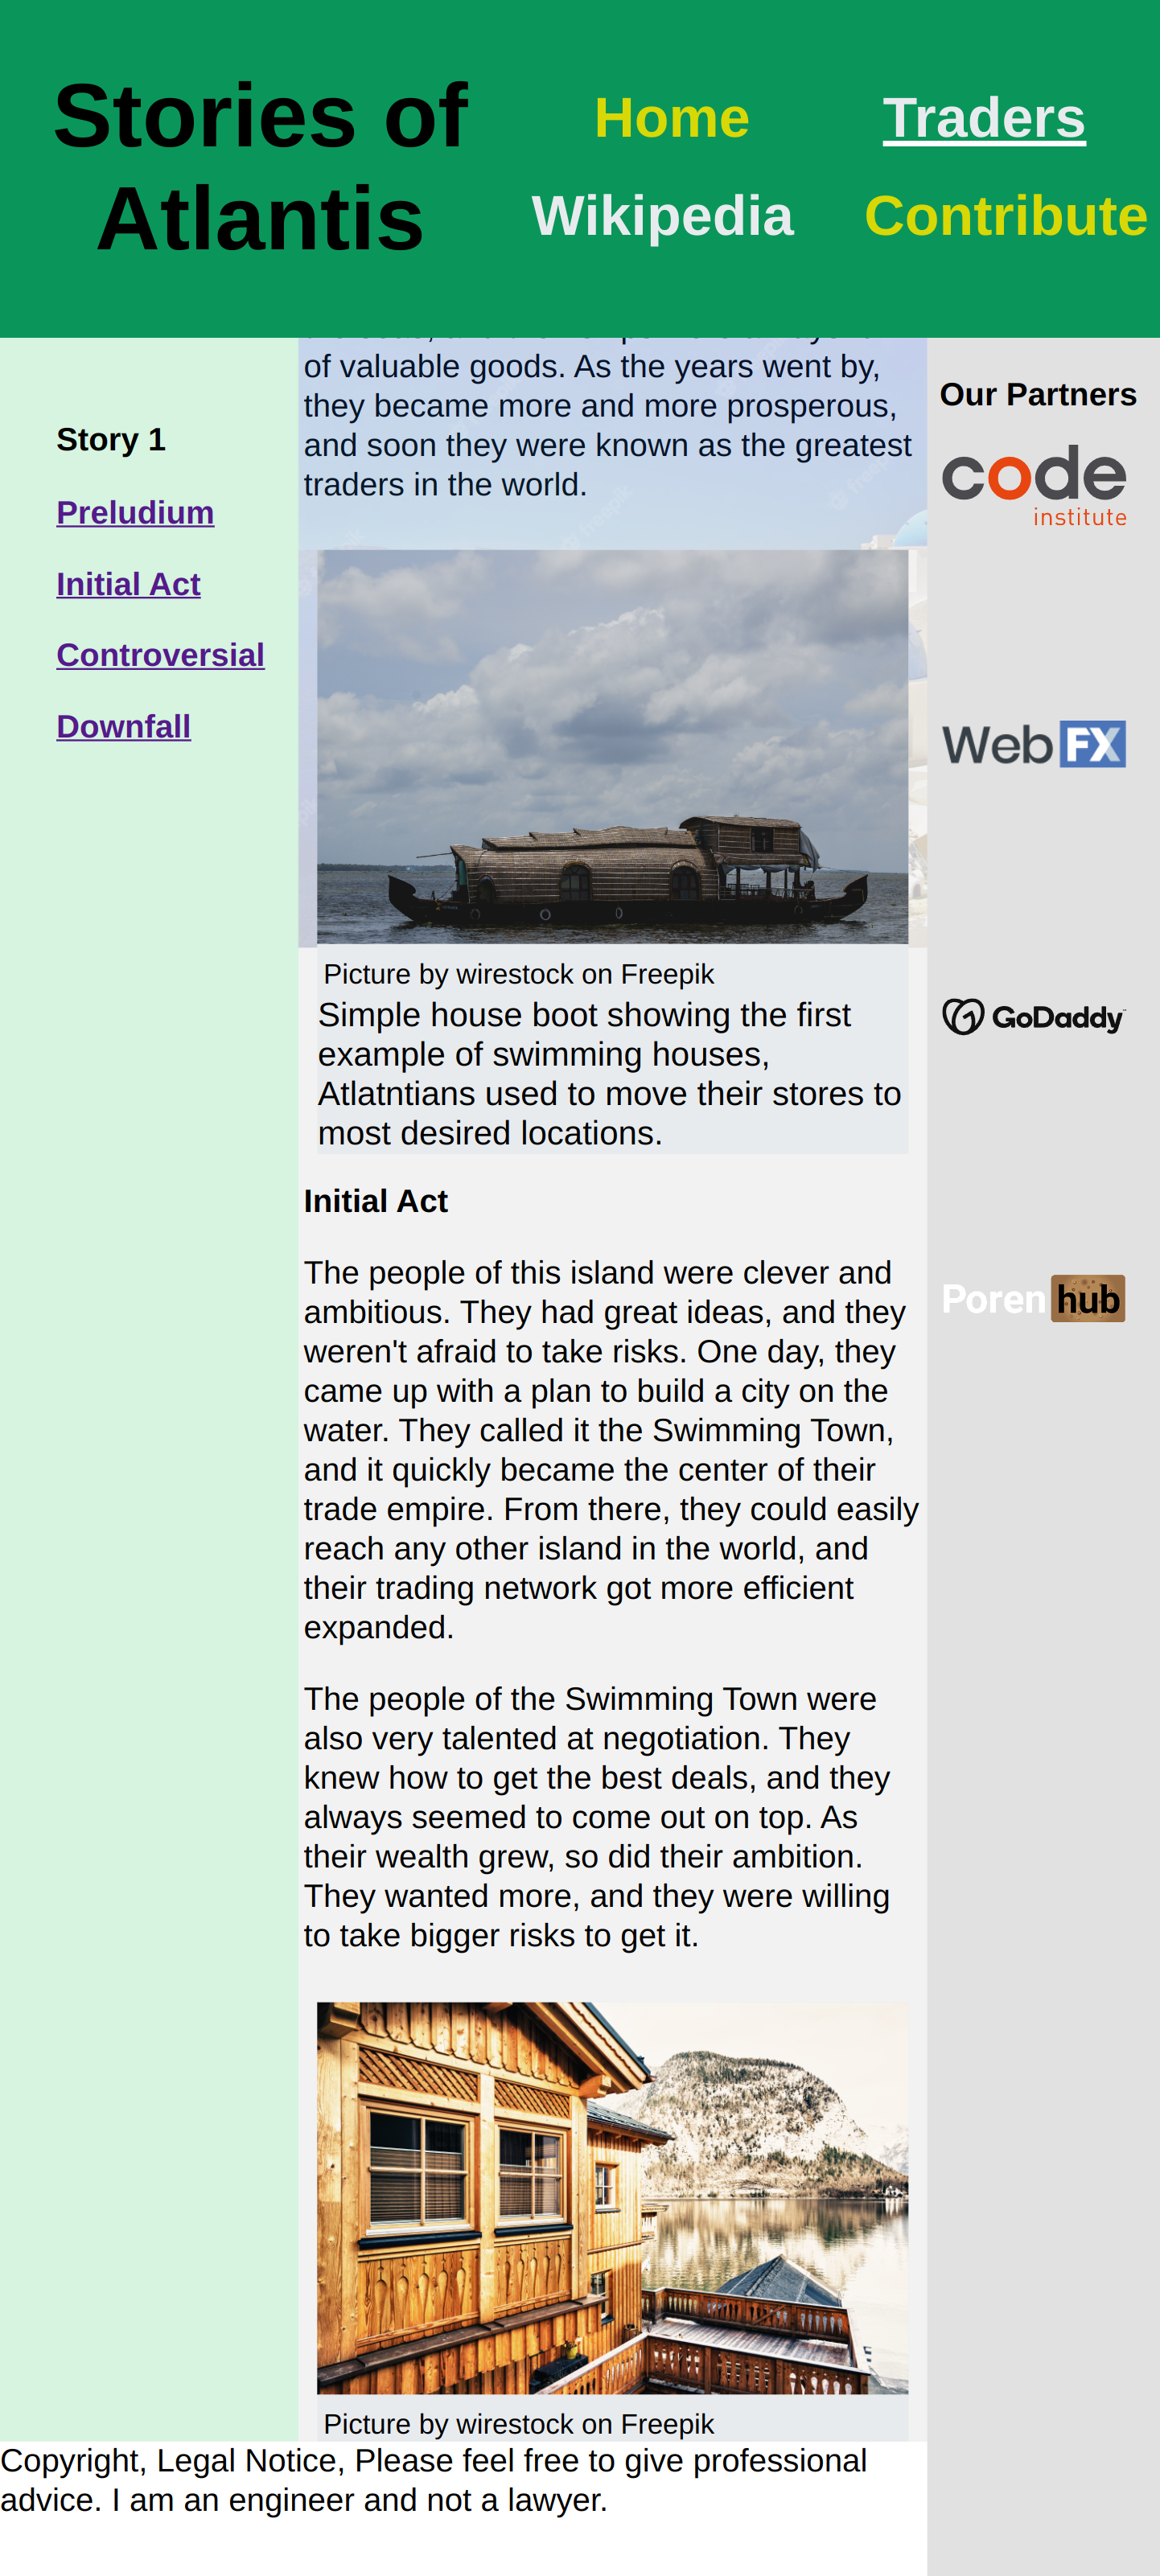 Stories of
Atlantis
Home
Traders
Wikipedia
Contribute
Story 1
Preludium
Initial Act
Controversial
Downfall
of valuable goods. As the years went by,
they became more and more prosperous,
and soon they were known as the greatest
traders in the world.
Picture by wirestock on Freepik
Simple house boot showing the first
example of swimming houses,
Atlatntians used to move their stores to
most desired locations.
Initial Act
The people of this island were clever and
ambitious. They had great ideas, and they
weren't afraid to take risks. One day, they
came up with a plan to build a city on the
water. They called it the Swimming Town,
and it quickly became the center of their
trade empire. From there, they could easily
reach any other island in the world, and
their trading network got more efficient
expanded.
The people of the Swimming Town were
also very talented at negotiation. They
knew how to get the best deals, and they
always seemed to come out on top. As
their wealth grew, so did their ambition.
They wanted more, and they were willing
to take bigger risks to get it.
Picture by wirestock on Freepik
Our Partners
code
institute
WebFX
GoDaddy
Poren hub
Copyright, Legal Notice, Please feel free to give professional
advice. I am an engineer and not a lawyer.